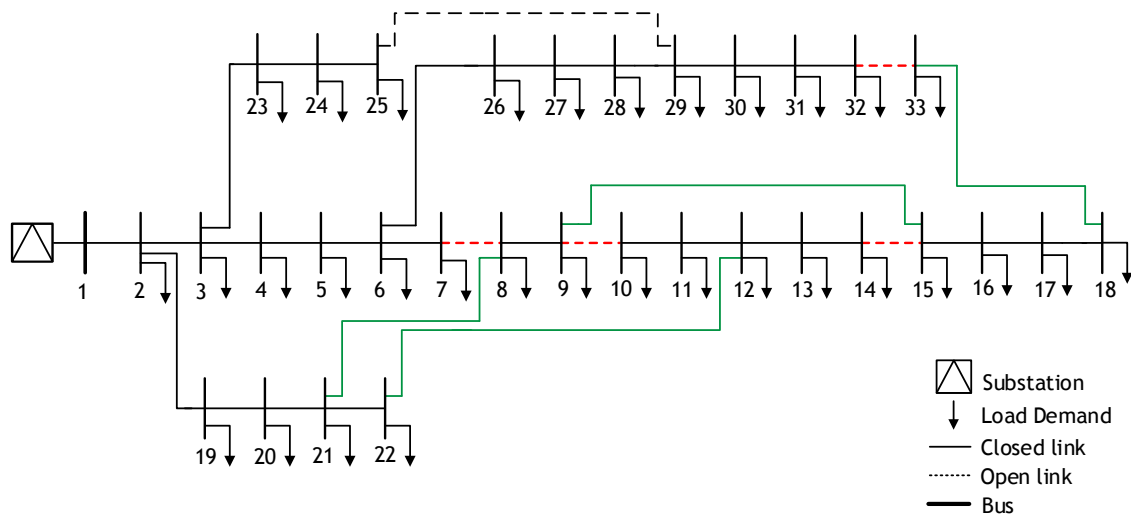 23 24 25 26 27 28 29 30 31 32 33
1 2 3 4 5 6 7 8 9 10 11 12 13 14 15 16 17 18
19 20 21 22
Substation
Load Demand
Closed link
Open link
Bus